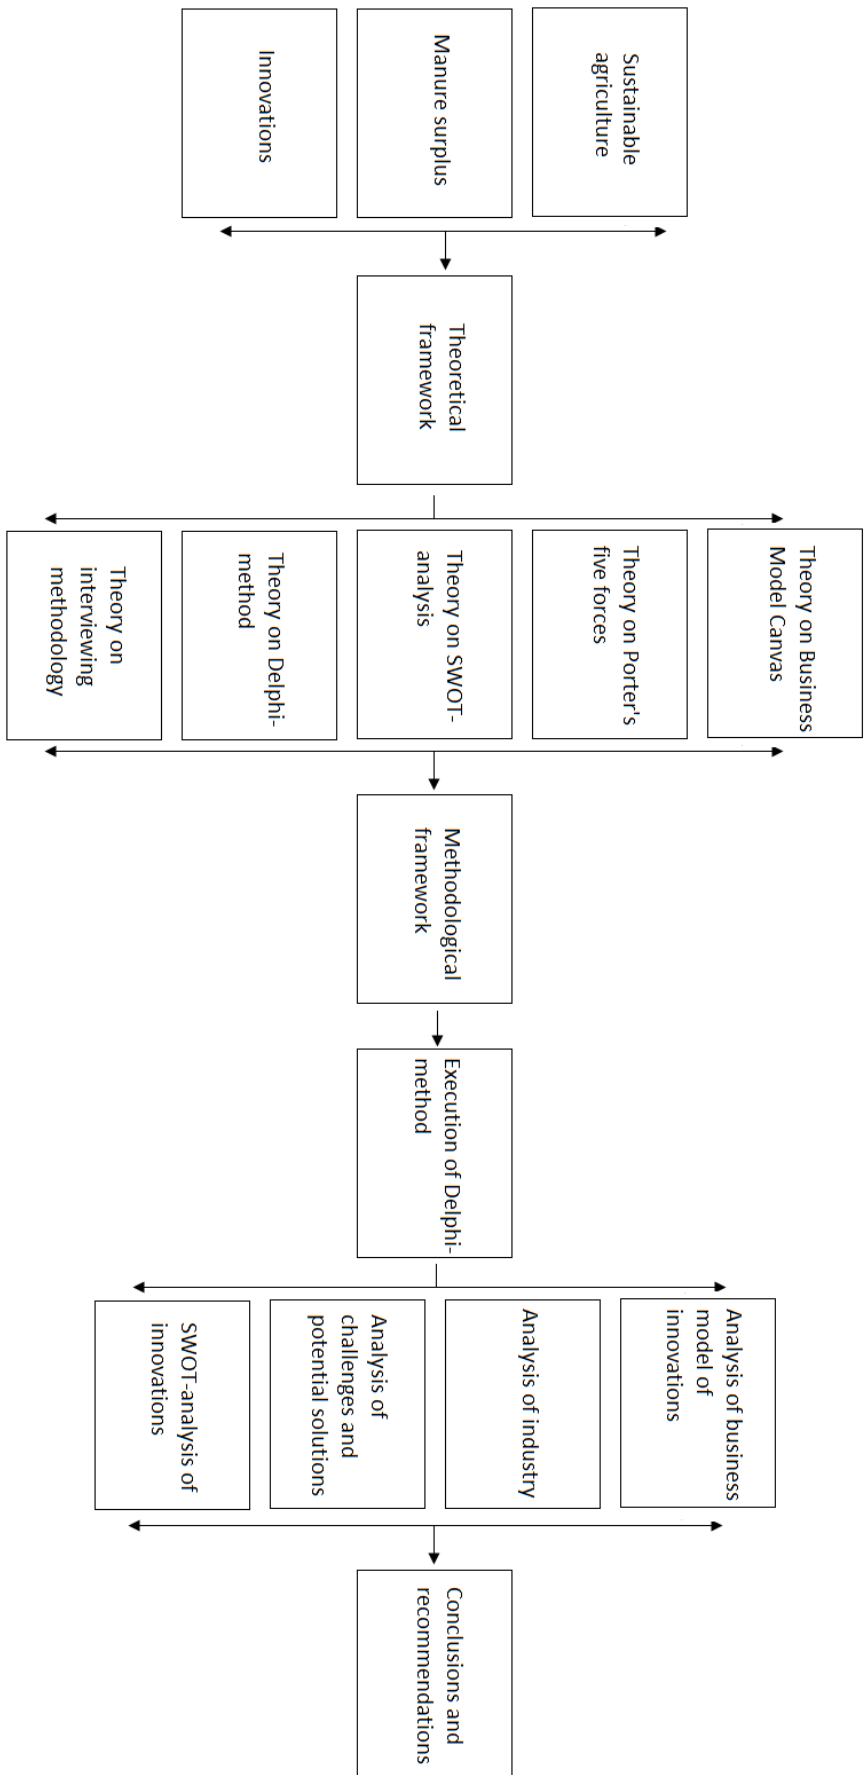 Sustainable
agriculture
Manure surplus
Innovations
Theoretical
framework
Theory on Business
Model Canvas
Theory on Porter's
five forces
Theory on SWOT-
analysis
Theory on Delphi-
method
Theory on
interviewing
methodology
Methodological
framework
Execution of Delphi-
method
Analysis of business
model of
innovations
Analysis of industry
Analysis of
challenges and
potential solutions
SWOT-analysis of
innovations
Conclusions and
recommendations